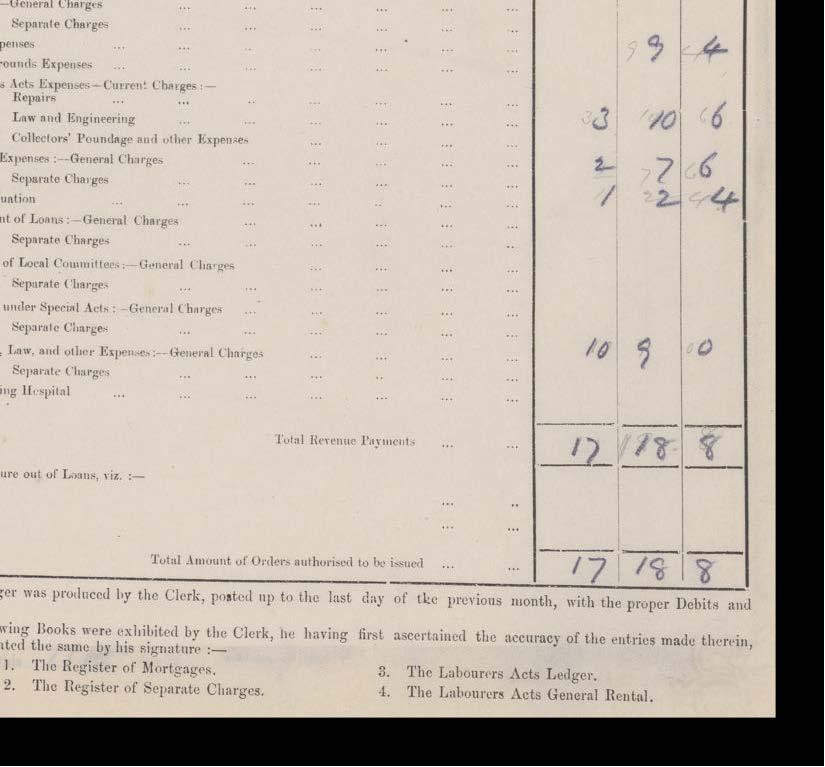 —General Charges ... ... ... ... ... ...
Separate Charges ... ... ... ... ... ...
penses ... ... ... ... ... ... ... 9 4
rounds Expenses ... ... ... ... ... ... ...
s Acts Expenses—Current Charges:—
Repairs ... ... ... ... ... ... ...
Law and Engineering ... ... ... ... ... ... 3 10 6
Collectors' Poundage and other Expenses ... ... ... ...
Expenses:—General Charges ... ... ... ... ... 2 7 6
Separate Charges ... ... ... ... ... ... 7 6
uation ... ... ... ... ... ... ... 1 2 4
nt of Loans:—General Charges ... ... ... ... ... ...
Separate Charges ... ... ... ... ... ...
of Local Committees:—General Charges ... ... ... ...
Separate Charges ... ... ... ... ... ...
under Special Acts:—General Charges ... ... ... ... ...
Separate Charges ... ... ... ... ... ...
, Law, and other Expenses:—General Charges ... ... ... ... 10 9 0
Separate Charges ... ... ... ... ... ...
ing Hospital ... ... ... ... ... ... ...
Total Revenue Payments ... ... 17 18 8
ure out of Loans, viz.:—
... ...
... ...
Total Amount of Orders authorised to be issued ... ... 17 18 8
ger was produced by the Clerk, posted up to the last day of the previous month, with the proper Debits and
wing Books were exhibited by the Clerk, he having first ascertained the accuracy of the entries made therein,
ated the same by his signature:—
1. The Register of Mortgages. 3. The Labourers Acts Ledger.
2. The Register of Separate Charges. 4. The Labourers Acts General Rental.